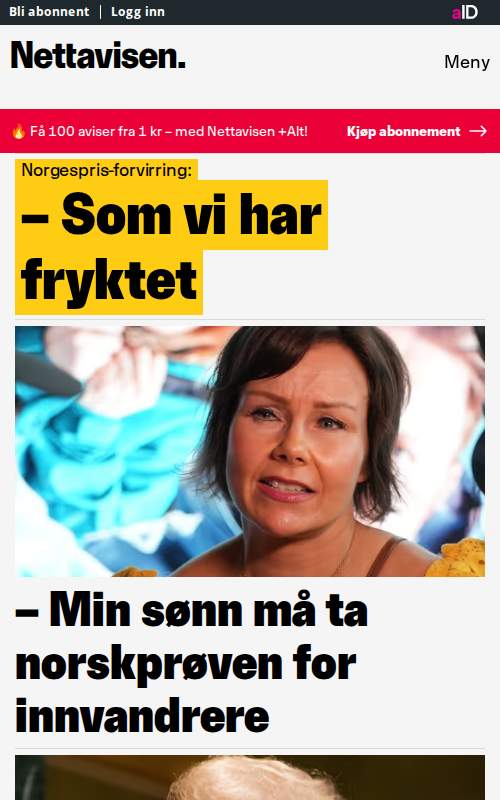 Bli abonnent | Logg inn
aID
Nettavisen.
Meny
🔥 Få 100 aviser fra 1 kr – med Nettavisen +Alt!
Kjøp abonnement →
Norgespris-forvirring:
– Som vi har
fryktet
– Min sønn må ta
norskprøven for
innvandrere